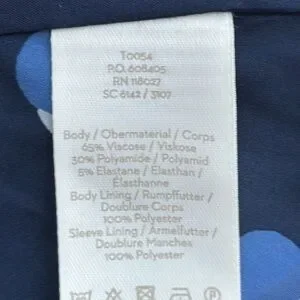 T0054
P.O. 608405
RN 118027
SC 6142 / 3107
Body / Obermaterial / Corps
65% Viscose / Viskose
30% Polyamide / Polyamid
5% Elastane / Elasthan /
Élasthanne
Body Lining / Rumpffutter /
Doublure Corps
100% Polyester
Sleeve Lining / Armelfutter /
Doublure Manches
100% Polyester